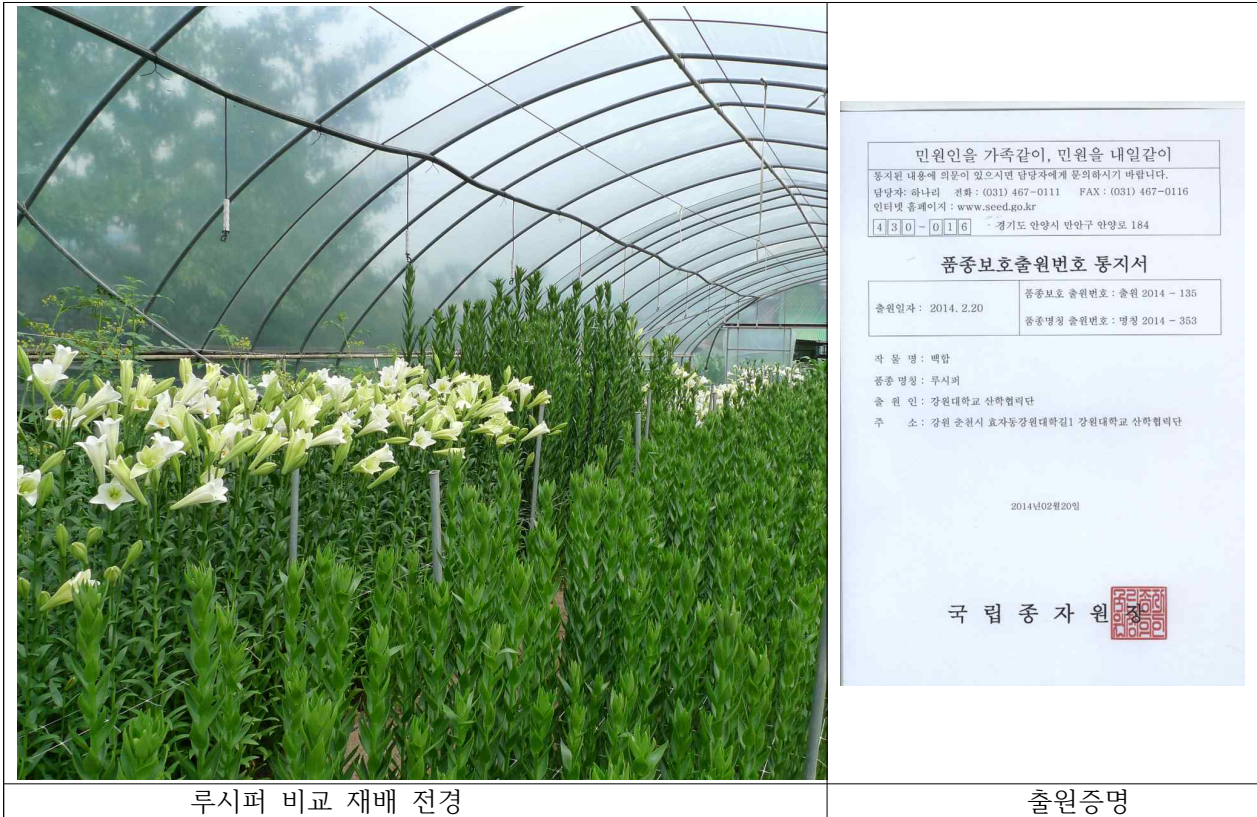 민원인을 가족같이, 민원을 내일같이
통지된 내용에 의문이 있으시면 담당자에게 문의하시기 바랍니다.
담당자: 하나리 전화 : (031) 467-0111 FAX : (031) 467-0116
인터넷 홈페이지 : www.seed.go.kr
430-016 - 경기도 안양시 만안구 안양로 184
품종보호출원번호 통지서
출원일자 : 2014. 2.20
품종보호 출원번호 : 출원 2014 - 135
품종명칭 출원번호 : 명칭 2014 - 353
작 물 명 : 백합
품종 명칭 : 루시퍼
출 원 인 : 강원대학교 산학협력단
주 소 : 강원 춘천시 효자동강원대학길1 강원대학교 산학협력단
2014년02월20일
국 립 종 자 원 장
루시퍼 비교 재배 전경
출원증명